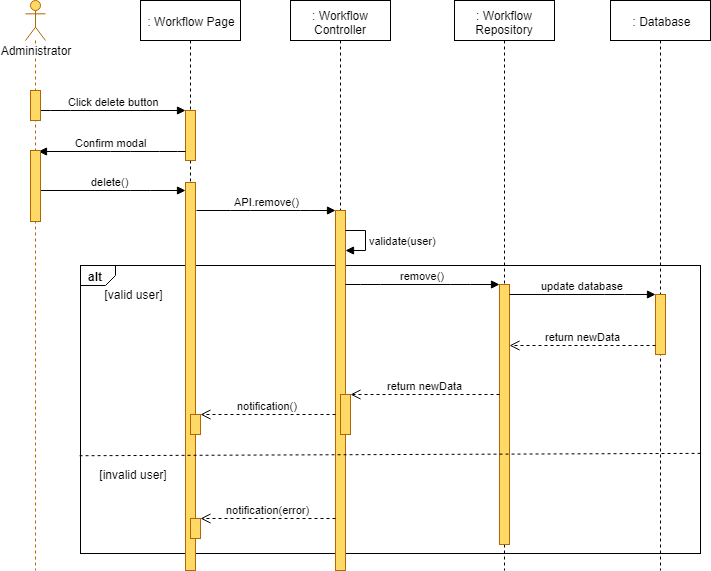 Administrator
: Workflow Page
: Workflow
Controller
: Workflow
Repository
: Database
Click delete button
Confirm modal
delete()
API.remove()
validate(user)
alt
[valid user]
remove()
update database
return newData
return newData
notification()
[invalid user]
notification(error)